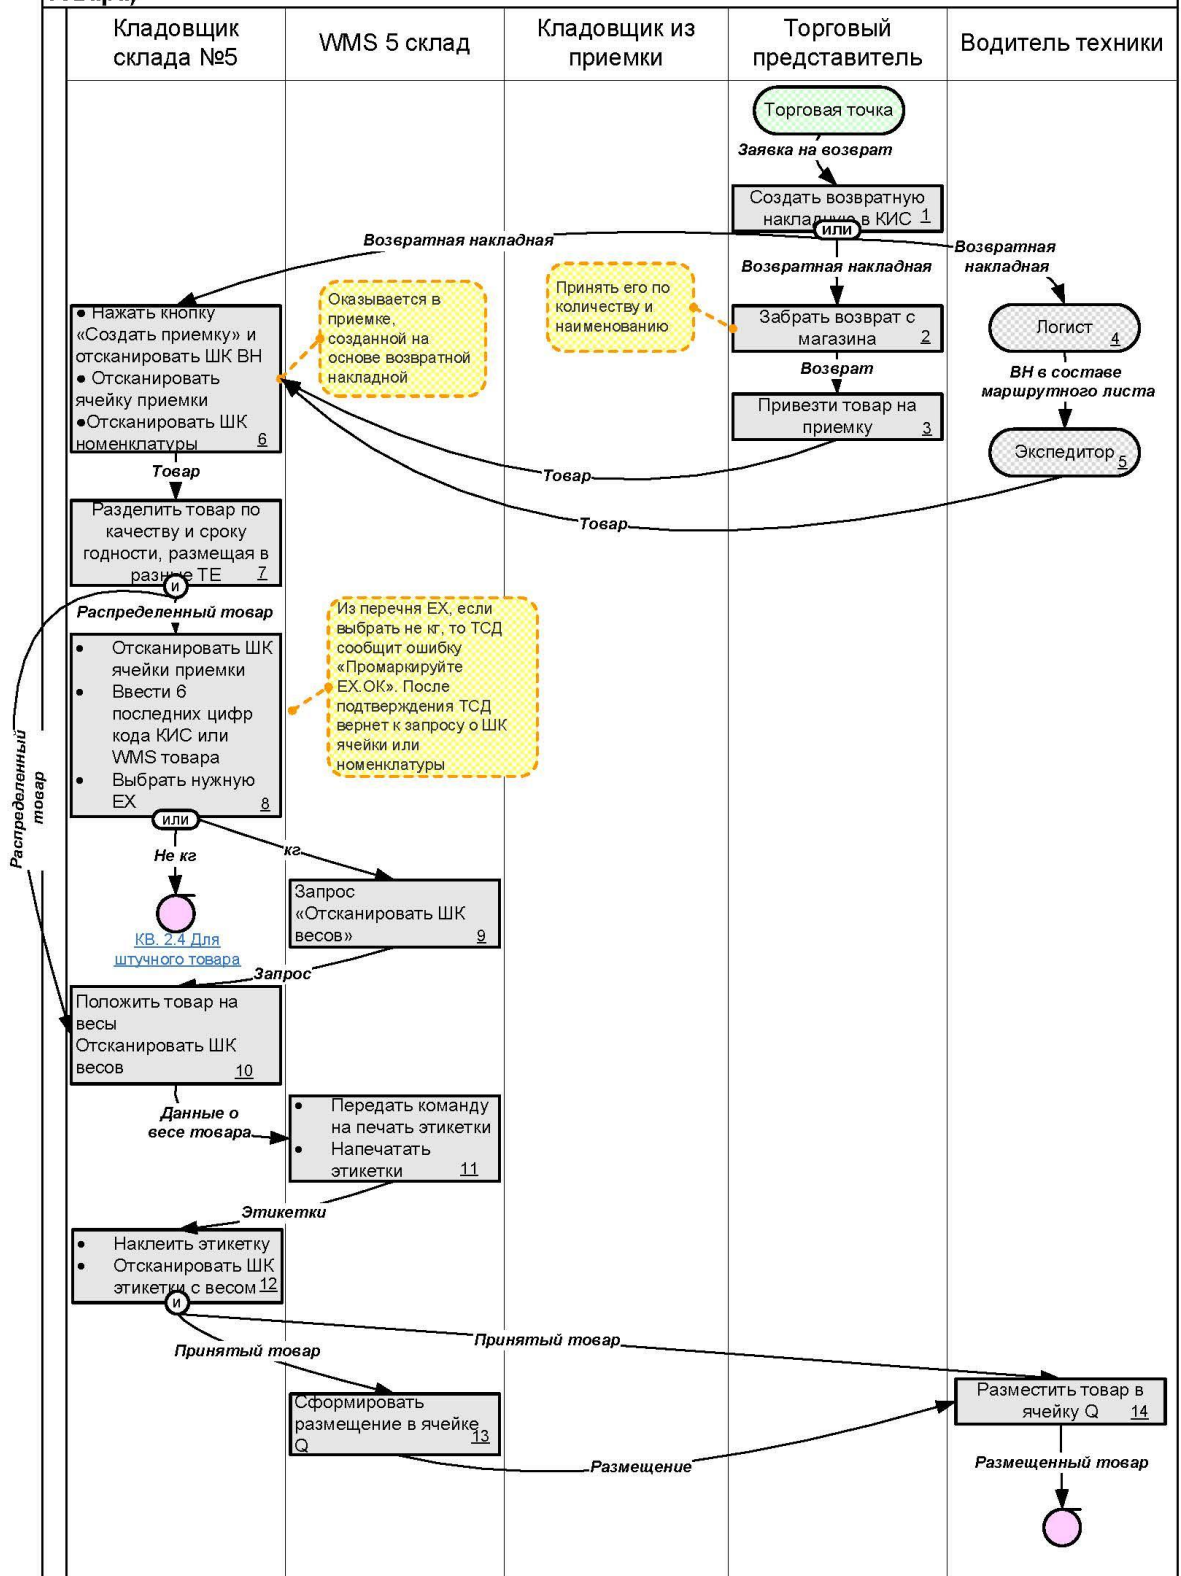 Кладовщик
склада №5
WMS 5 склад
Кладовщик из
приемки
Торговый
представитель
Водитель техники
Торговая точка
Заявка на возврат
Создать возвратную
накладную в КИС 1
или
Возвратная накладная
Возвратная накладная
Возвратная
накладная
● Нажать кнопку
«Создать приемку» и
отсканировать ШК ВН
● Отсканировать
ячейку приемки
●Отсканировать ШК
номенклатуры 6
Оказывается в
приемке,
созданной на
основе возвратной
накладной
Принять его по
количеству и
наименованию
Забрать возврат с
магазина 2
Логист 4
Возврат
ВН в составе
маршрутного листа
Привезти товар на
приемку 3
Экспедитор 5
Товар
Товар
Товар
Разделить товар по
качеству и сроку
годности, размещая в
разные ТЕ 7
и
Распределенный товар
Распределенный
товар
● Отсканировать ШК
ячейки приемки
● Ввести 6
последних цифр
кода КИС или
WMS товара
● Выбрать нужную
ЕХ 8
или
Из перечня ЕХ, если
выбрать не кг, то ТСД
сообщит ошибку
«Промаркируйте
ЕХ.ОК». После
подтверждения ТСД
вернет к запросу о ШК
ячейки или
номенклатуры
Не кг
кг
КВ. 2.4 Для
штучного товара
Запрос
«Отсканировать ШК
весов» 9
Запрос
Положить товар на
весы
Отсканировать ШК
весов 10
Данные о
весе товара
● Передать команду
на печать этикетки
● Напечатать
этикетки 11
Этикетки
● Наклеить этикетку
● Отсканировать ШК
этикетки с весом 12
и
Принятый товар
Принятый товар
Сформировать
размещение в ячейке
Q 13
Разместить товар в
ячейку Q 14
Размещение
Размещенный товар